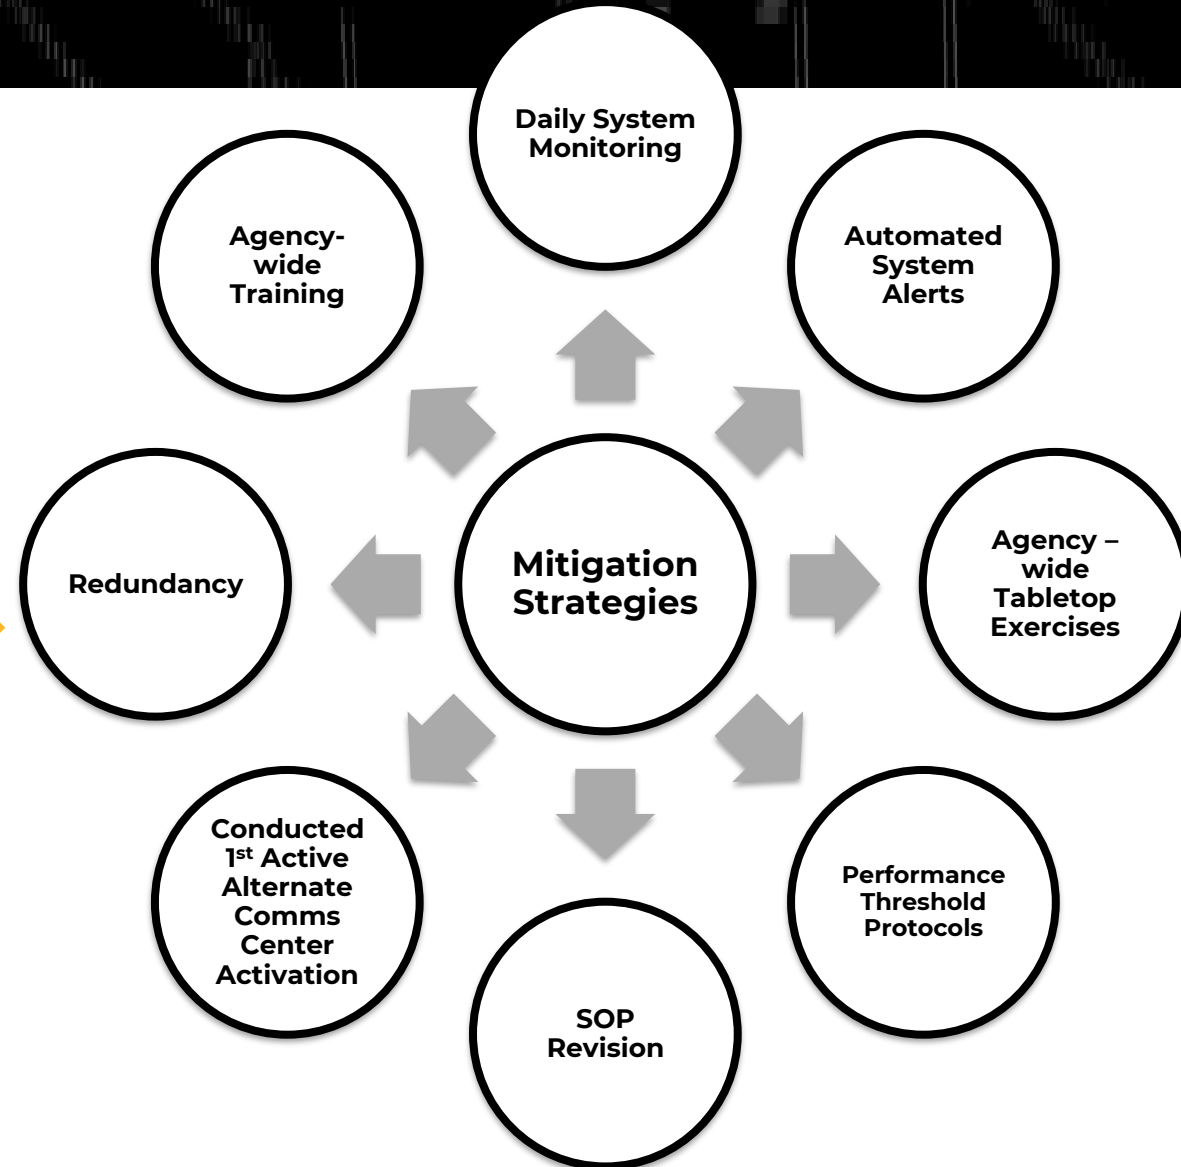 Daily System
Monitoring
Agency-
wide
Training
Automated
System
Alerts
Redundancy
Mitigation
Strategies
Agency –
wide
Tabletop
Exercises
Conducted
1st Active
Alternate
Comms
Center
Activation
Performance
Threshold
Protocols
SOP
Revision